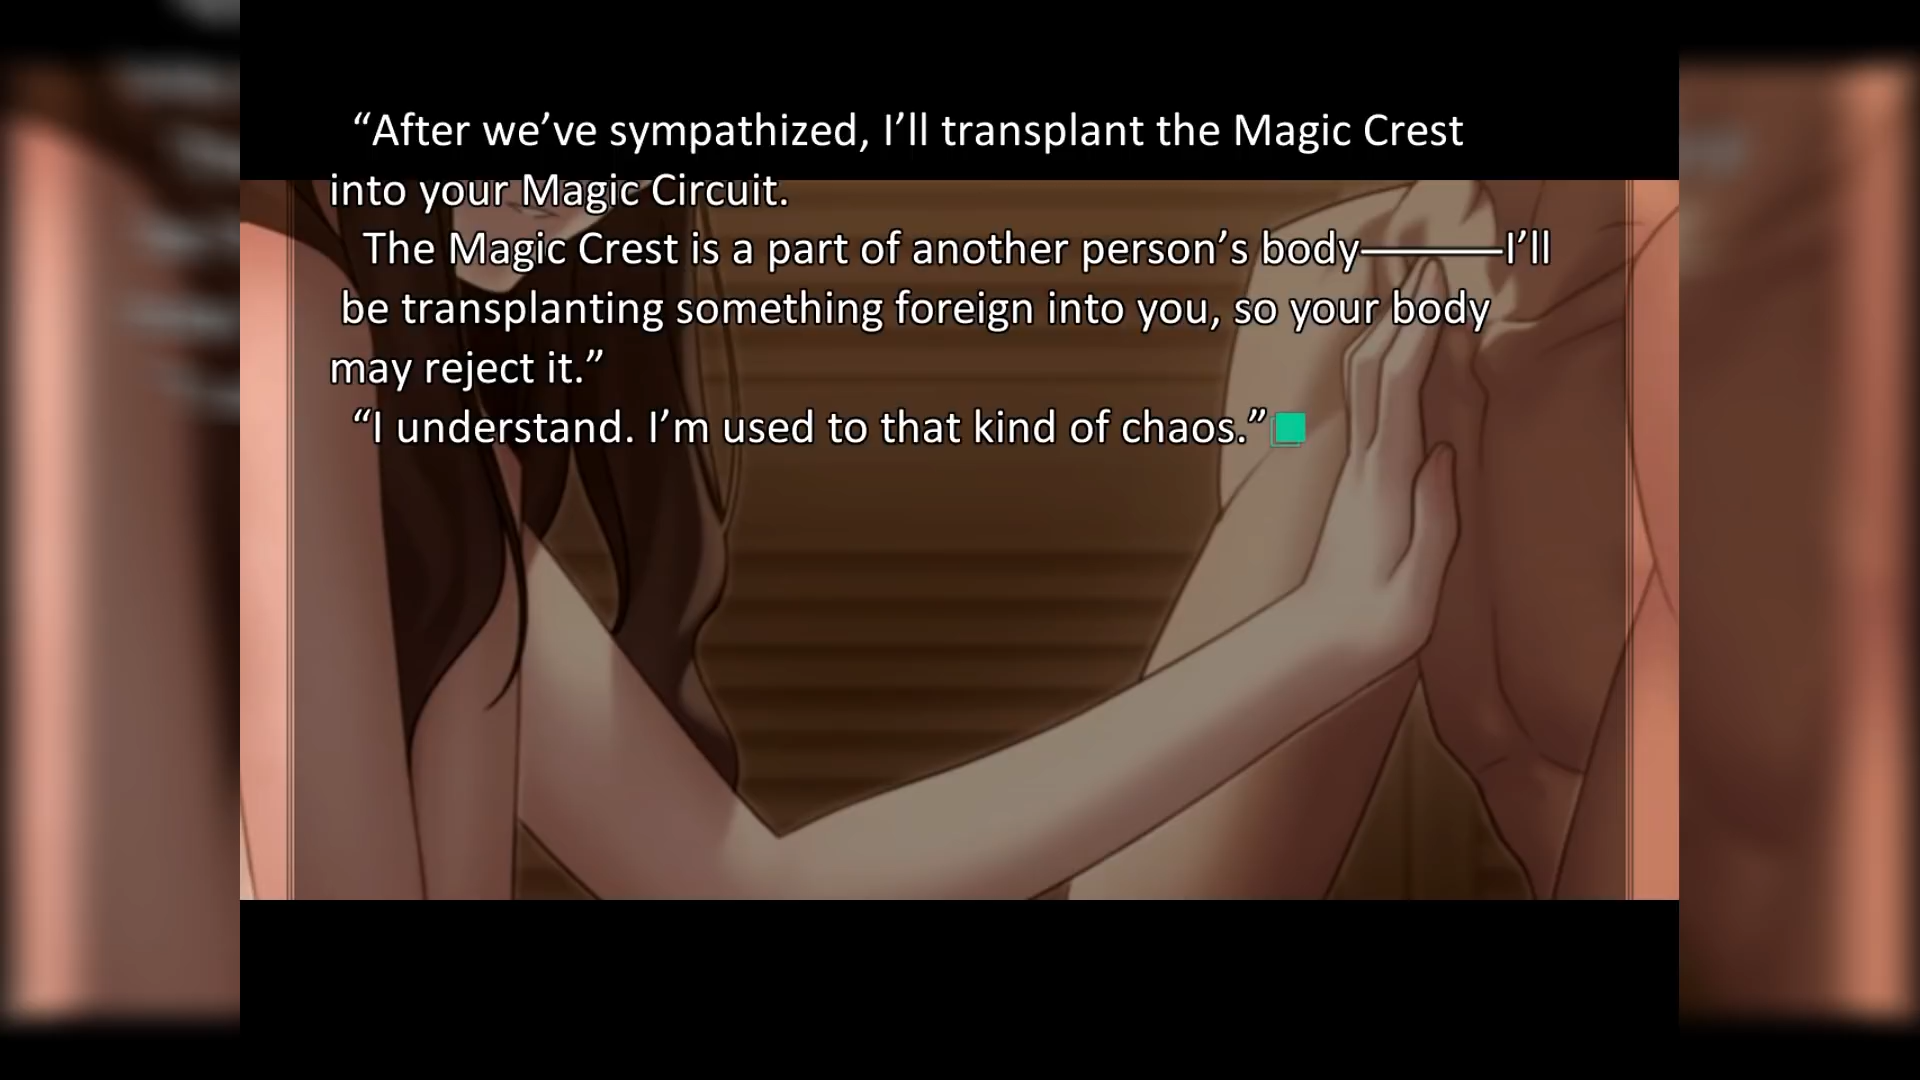 “After we’ve sympathized, I’ll transplant the Magic Crest
into your Magic Circuit.
The Magic Crest is a part of another person’s body―――I’ll
be transplanting something foreign into you, so your body
may reject it.”
“I understand. I’m used to that kind of chaos.”